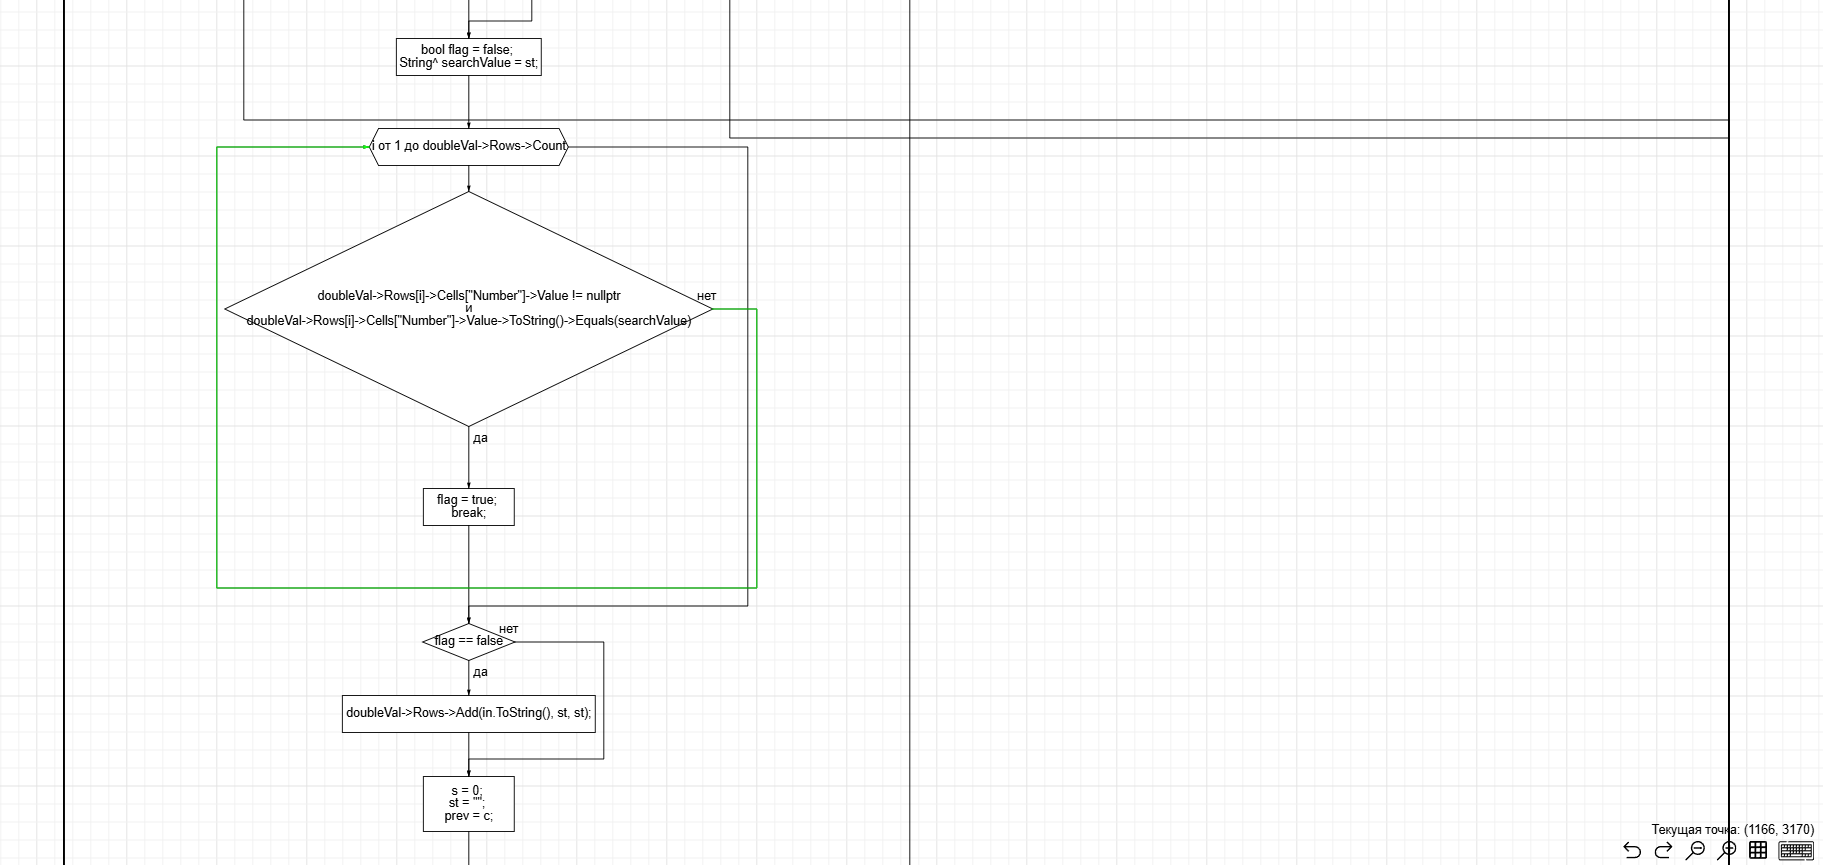 bool flag = false;
String^ searchValue = st;
i от 1 до doubleVal->Rows->Count
doubleVal->Rows[i]->Cells["Number"]->Value != nullptr
и
doubleVal->Rows[i]->Cells["Number"]->Value->ToString()->Equals(searchValue)
нет
да
flag = true;
break;
flag == false
нет
да
doubleVal->Rows->Add(in.ToString(), st, st);
s = 0;
st = "";
prev = c;
Текущая точка: (1166, 3170)